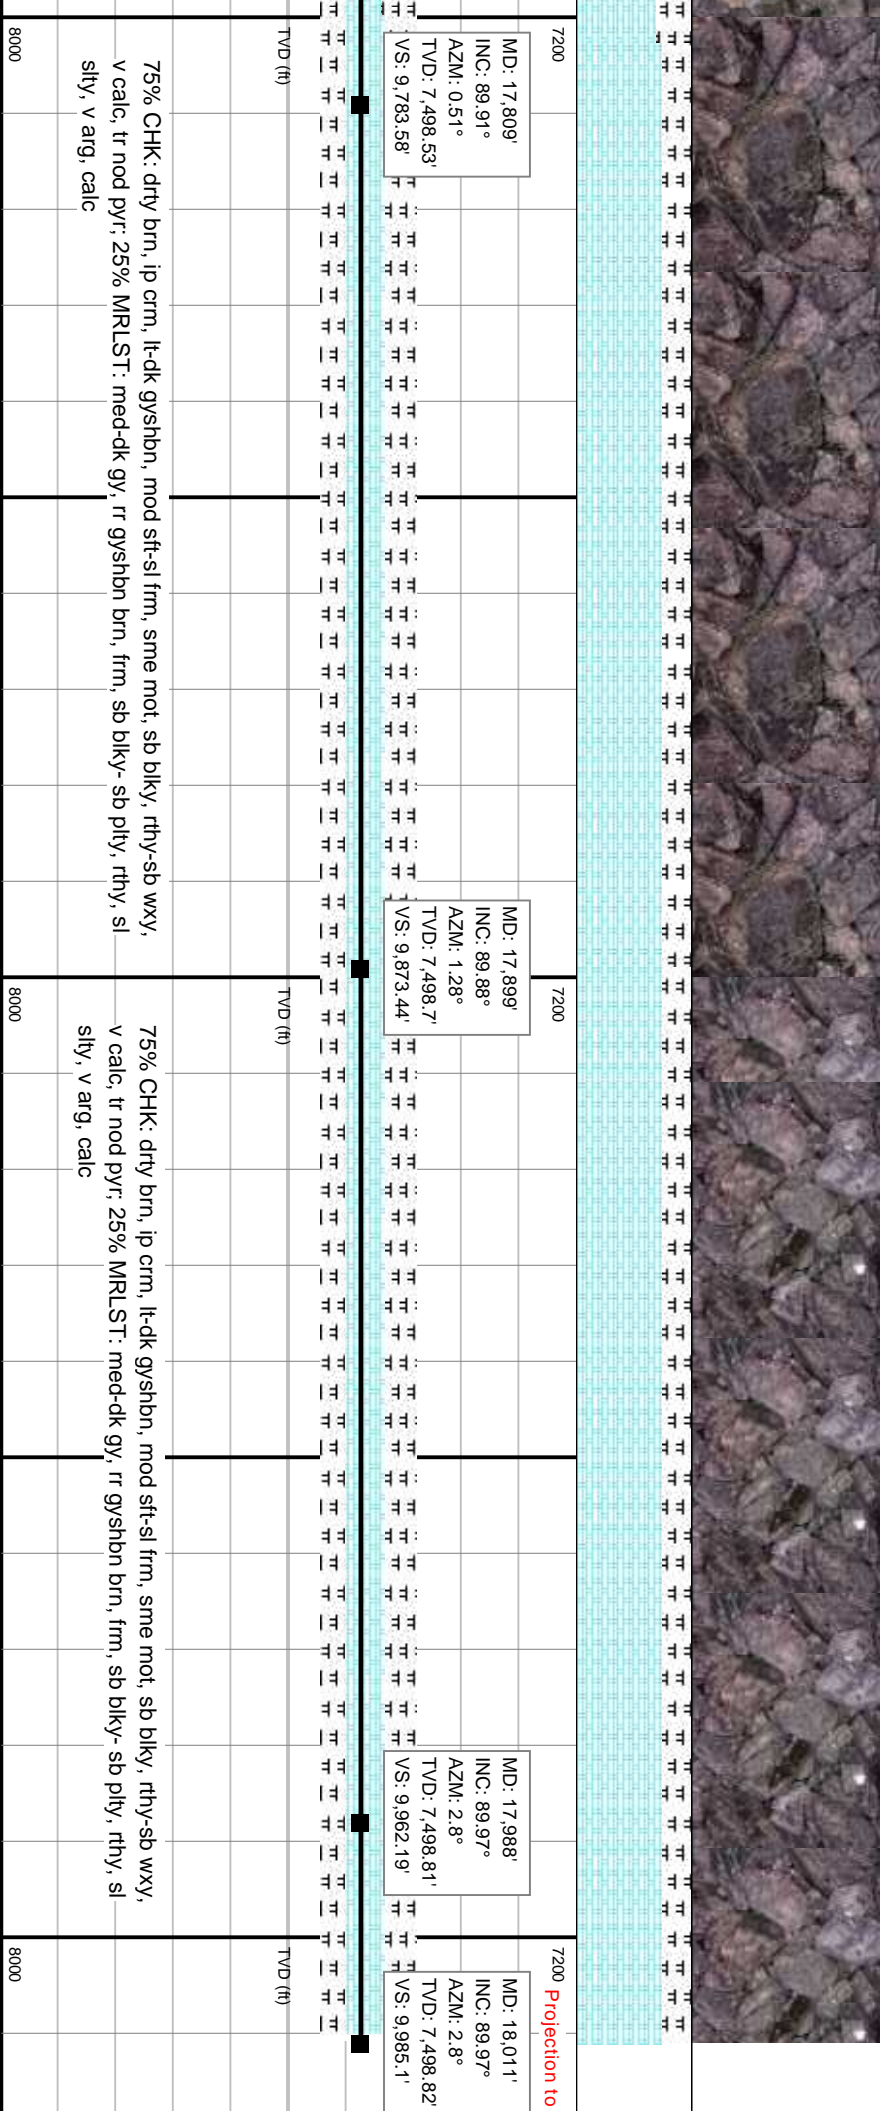 8000
TVD (ft)
7200
MD: 17,809'
INC: 89.91°
AZM: 0.51°
TVD: 7,498.53'
VS: 9,783.58'
75% CHK: drty brn, ip crm, lt-dk gyshbn, mod sft-sl frm, sme mot, sb blky, rthy-sb wxy,
v calc, tr nod pyr; 25% MRLST: med-dk gy, rr gyshbn brn, frm, sb blky- sb plty, rthy, sl
slty, v arg, calc
MD: 17,899'
INC: 89.88°
AZM: 1.28°
TVD: 7,498.7'
VS: 9,873.44'
8000
TVD (ft)
7200
75% CHK: drty brn, ip crm, lt-dk gyshbn, mod sft-sl frm, sme mot, sb blky, rthy-sb wxy,
v calc, tr nod pyr; 25% MRLST: med-dk gy, rr gyshbn brn, frm, sb blky- sb plty, rthy, sl
slty, v arg, calc
MD: 17,988'
INC: 89.97°
AZM: 2.8°
TVD: 7,498.81'
VS: 9,962.19'
8000
TVD (ft)
7200
Projection to
MD: 18,011'
INC: 89.97°
AZM: 2.8°
TVD: 7,498.82'
VS: 9,985.1'